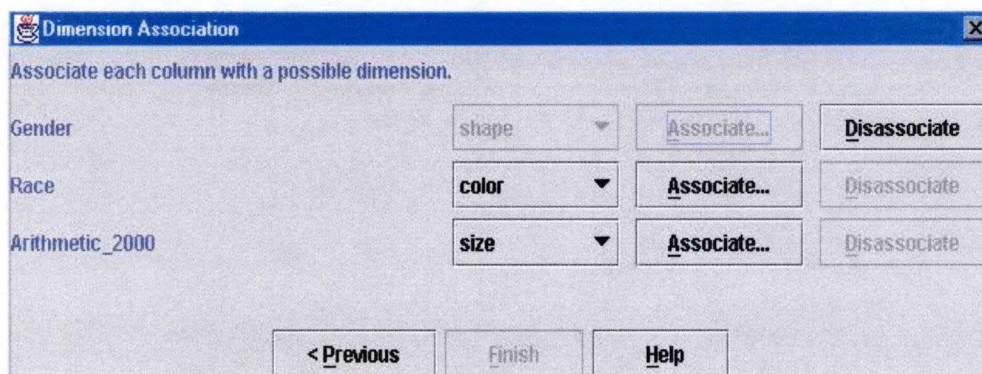 Dimension Association
Associate each column with a possible dimension.
Gender shape Associate... Disassociate
Race color Associate... Disassociate
Arithmetic_2000 size Associate... Disassociate
< Previous Finish Help